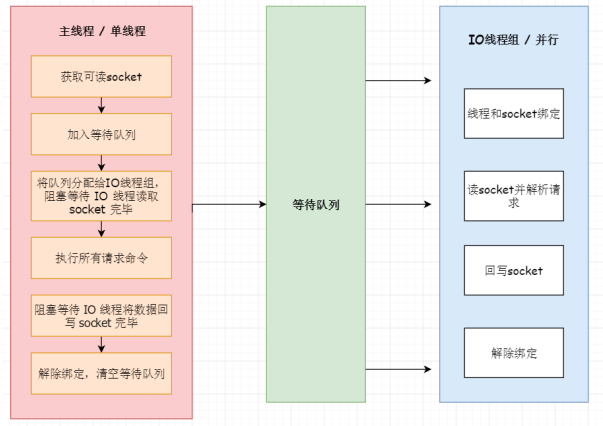 主线程 / 单线程
获取可读socket
加入等待队列
将队列分配给IO线程组，
阻塞等待 IO 线程读取
socket 完毕
执行所有请求命令
阻塞等待 IO 线程将数据回
写 socket 完毕
解除绑定，清空等待队列
等待队列
IO线程组 / 并行
线程和socket绑定
读socket并解析请
求
回写socket
解除绑定